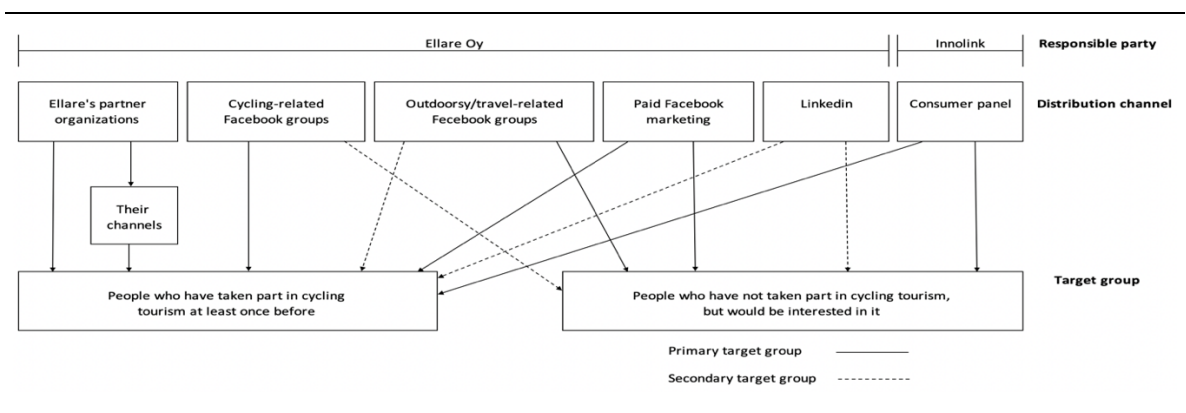 Ellare Oy
Innolink
Responsible party
Ellare's partner
organizations
Cycling-related
Facebook groups
Outdoorsy/travel-related
Fecebook groups
Paid Facebook
marketing
Linkedin
Consumer panel
Distribution channel
Their
channels
People who have taken part in cycling
tourism at least once before
People who have not taken part in cycling tourism,
but would be interested in it
Target group
Primary target group
Secondary target group